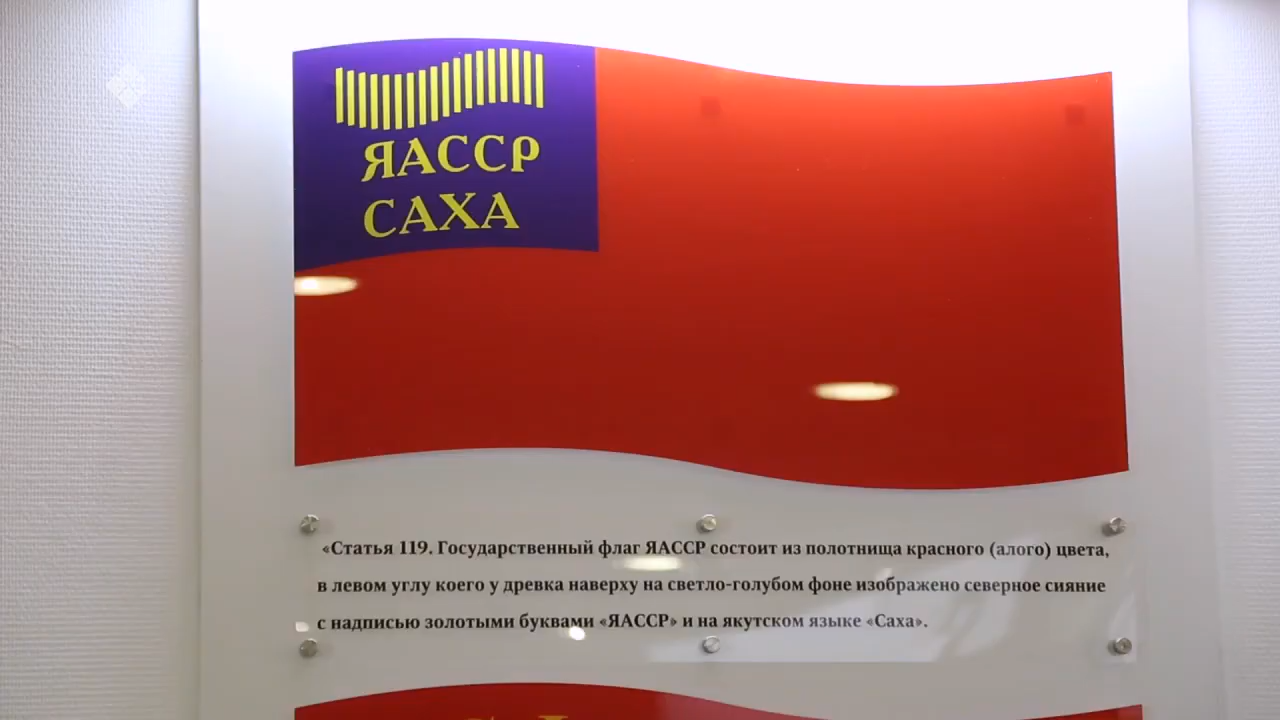 ЯАССР
САХА
«Статья 119. Государственный флаг ЯАССР состоит из полотнища красного (алого) цвета,
в левом углу коего у древка наверху на светло-голубом фоне изображено северное сияние
с надписью золотыми буквами «ЯАССР» и на якутском языке «Саха».